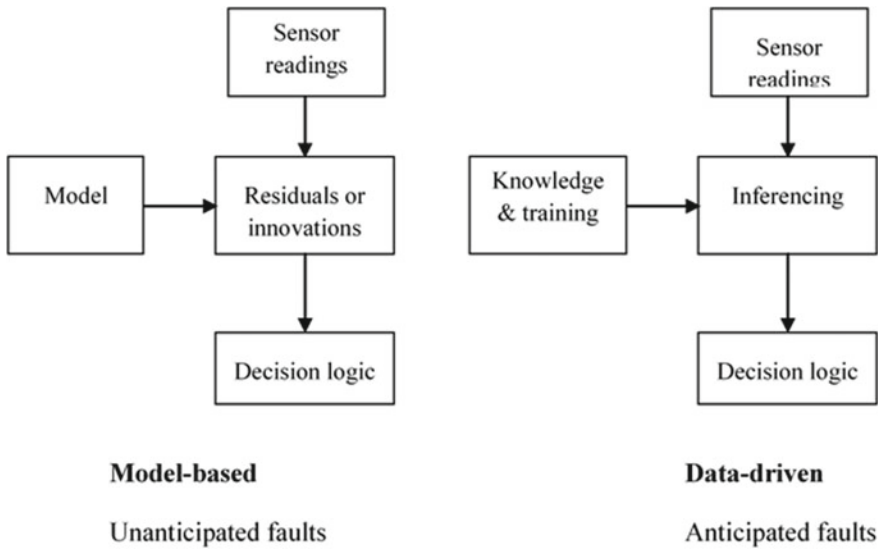 Sensor
readings
Model
Residuals or
innovations
Decision logic
Model-based
Unanticipated faults
Sensor
readings
Knowledge
& training
Inferencing
Decision logic
Data-driven
Anticipated faults